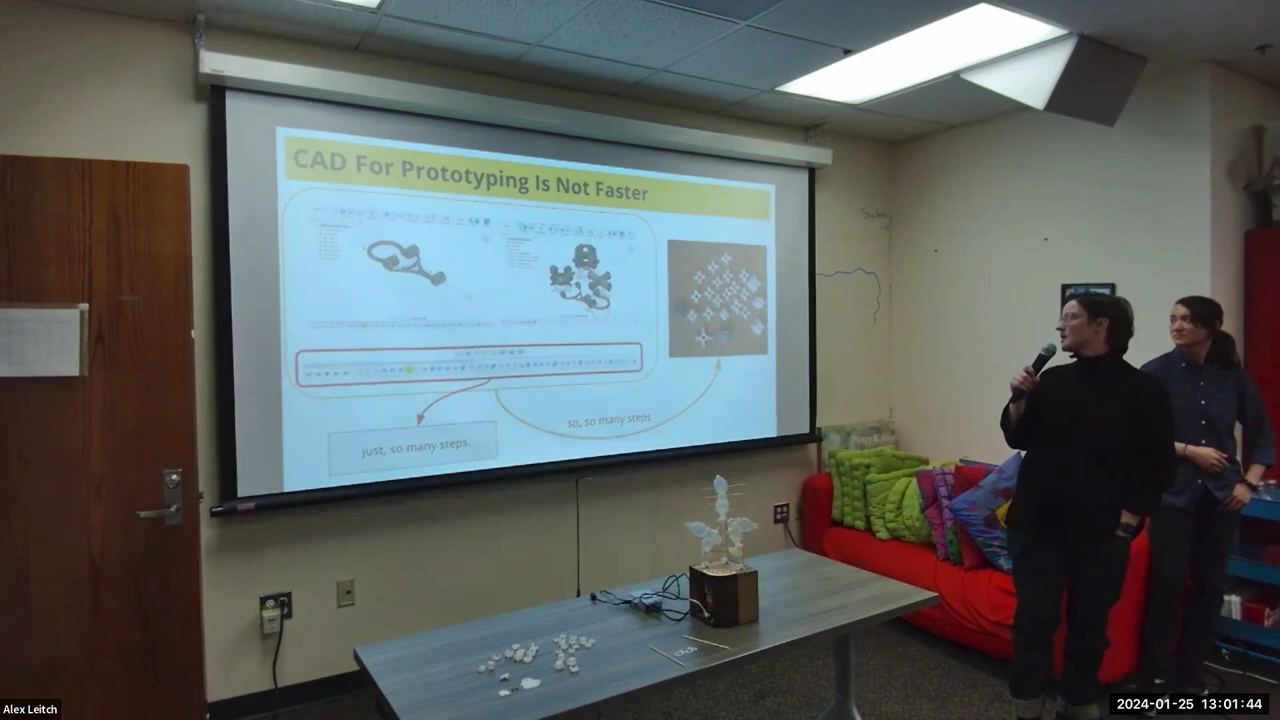 CAD For Prototyping Is Not Faster
just, so many steps.
so, so many steps
Stephen
Alex Leitch
2024-01-25 13:01:44